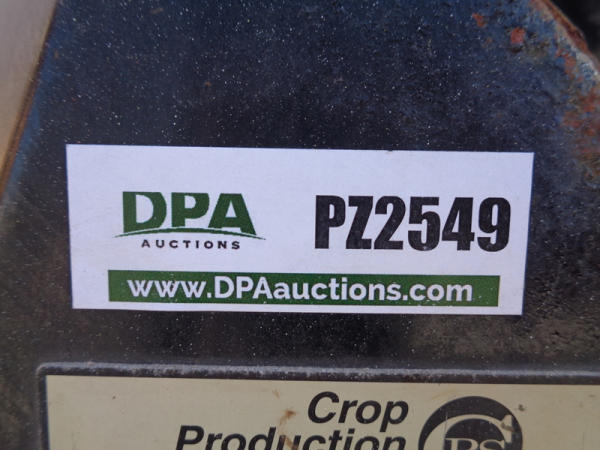 DPA
AUCTIONS
PZ2549
www.DPAauctions.com
Crop
Production